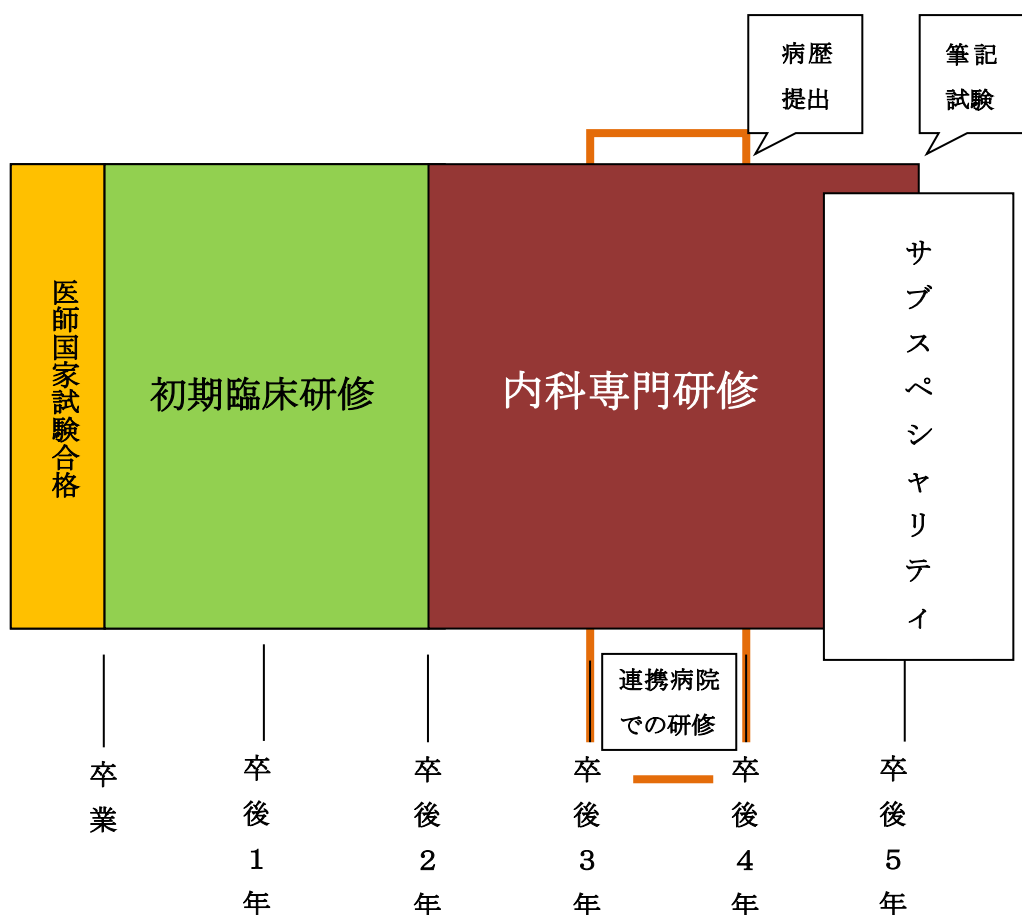 病歴
提出
筆記
試験
医師国家試験合格
初期臨床研修
内科専門研修
サブスペシャリティ
連携病院
での研修
卒業
卒後1年
卒後2年
卒後3年
卒後4年
卒後5年